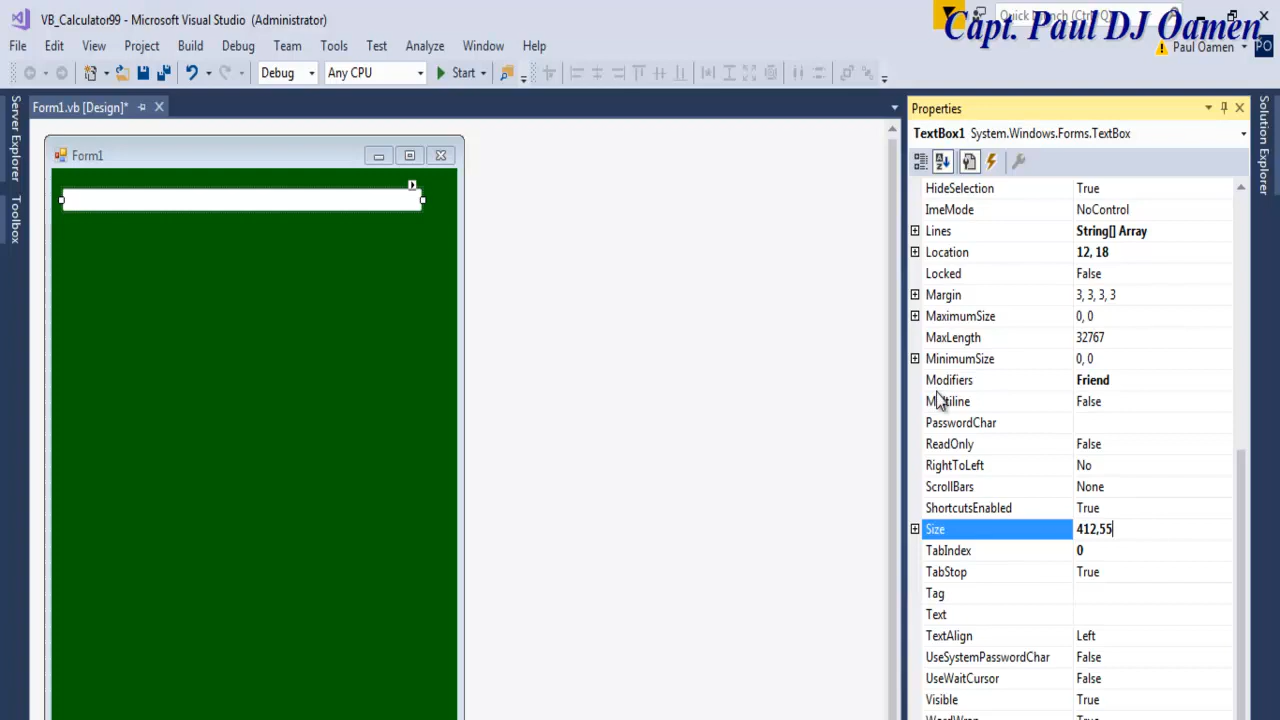 VB_Calculator99 - Microsoft Visual Studio (Administrator)
Quick Launch (Ctrl+Q)
Capt. Paul DJ Oamen
File Edit View Project Build Debug Team Tools Test Analyze Window Help
Paul Oamen PO
Debug Any CPU Start
Server Explorer
Toolbox
Form1.vb [Design]*
Form1
Properties
TextBox1 System.Windows.Forms.TextBox
HideSelection True
ImeMode NoControl
Lines String[] Array
Location 12, 18
Locked False
Margin 3, 3, 3, 3
MaximumSize 0, 0
MaxLength 32767
MinimumSize 0, 0
Modifiers Friend
Multiline False
PasswordChar
ReadOnly False
RightToLeft No
ScrollBars None
ShortcutsEnabled True
Size 412,55
TabIndex 0
TabStop True
Tag
Text
TextAlign Left
UseSystemPasswordChar False
UseWaitCursor False
Visible True
Solution Explorer